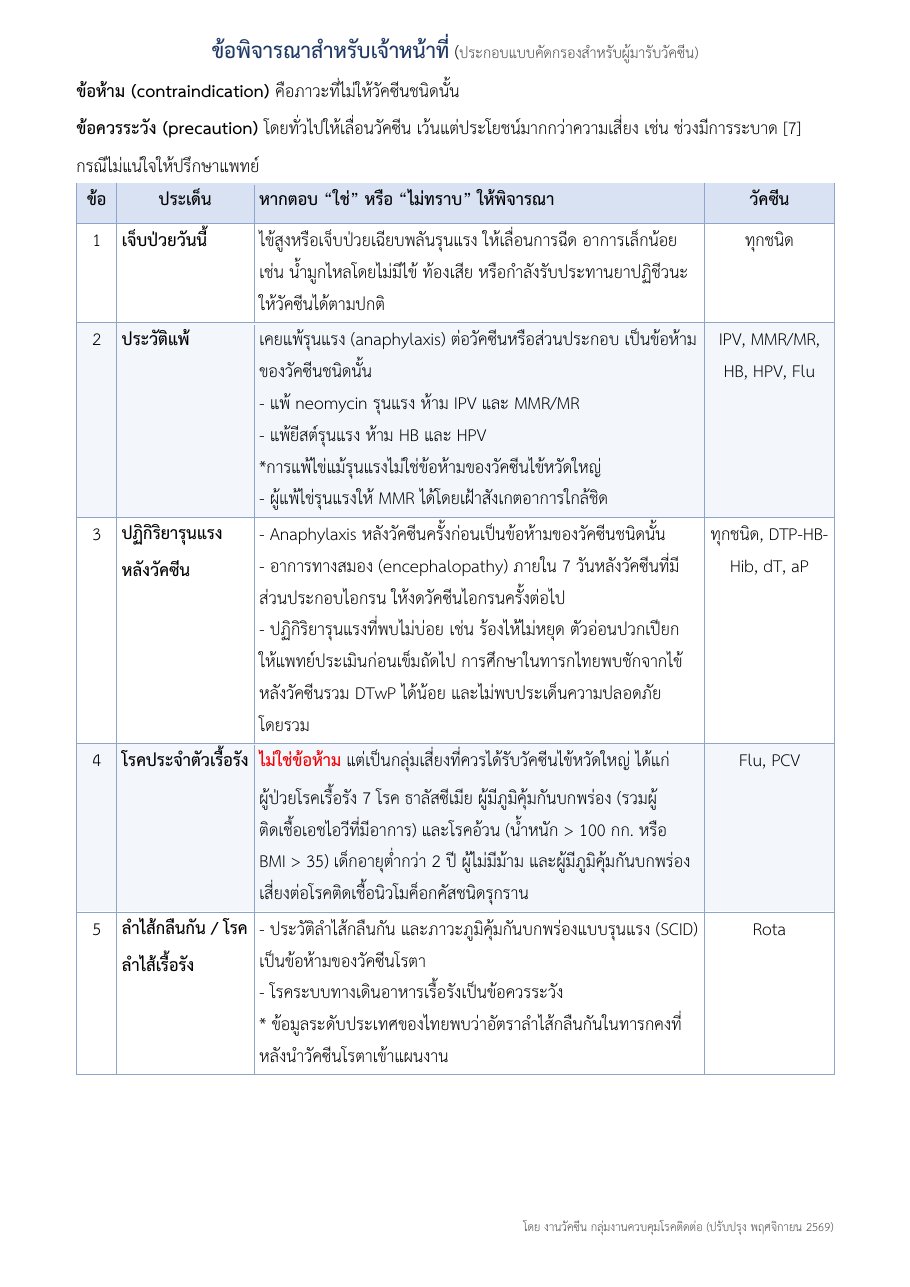 ข้อพิจารณาสำหรับเจ้าหน้าที่ (ประกอบแบบคัดกรองสำหรับผู้มารับวัคซีน)
ข้อห้าม (contraindication) คือภาวะที่ไม่ให้วัคซีนชนิดนั้น
ข้อควรระวัง (precaution) โดยทั่วไปให้เลื่อนวัคซีน เว้นแต่ประโยชน์มากกว่าความเสี่ยง เช่น ช่วงมีการระบาด [7]
กรณีไม่แน่ใจให้ปรึกษาแพทย์
ข้อ ประเด็น หากตอบ “ใช่” หรือ “ไม่ทราบ” ให้พิจารณา วัคซีน
1 เจ็บป่วยวันนี้ ไข้สูงหรือเจ็บป่วยเฉียบพลันรุนแรง ให้เลื่อนการฉีด อาการเล็กน้อย ทุกชนิด
เช่น น้ำมูกไหลโดยไม่มีไข้ ท้องเสีย หรือกำลังรับประทานยาปฏิชีวนะ
ให้วัคซีนได้ตามปกติ
2 ประวัติแพ้ เคยแพ้รุนแรง (anaphylaxis) ต่อวัคซีนหรือส่วนประกอบ เป็นข้อห้าม IPV, MMR/MR,
ของวัคซีนชนิดนั้น HB, HPV, Flu
- แพ้ neomycin รุนแรง ห้าม IPV และ MMR/MR
- แพ้ยีสต์รุนแรง ห้าม HB และ HPV
*การแพ้ไข่แม้รุนแรงไม่ใช่ข้อห้ามของวัคซีนไข้หวัดใหญ่
- ผู้แพ้ไข่รุนแรงให้ MMR ได้โดยเฝ้าสังเกตอาการใกล้ชิด
3 ปฏิกิริยารุนแรง - Anaphylaxis หลังวัคซีนครั้งก่อนเป็นข้อห้ามของวัคซีนชนิดนั้น ทุกชนิด, DTP-HB-
หลังวัคซีน - อาการทางสมอง (encephalopathy) ภายใน 7 วันหลังวัคซีนที่มี Hib, dT, aP
ส่วนประกอบไอกรน ให้งดวัคซีนไอกรนครั้งต่อไป
- ปฏิกิริยารุนแรงที่พบไม่บ่อย เช่น ร้องไห้ไม่หยุด ตัวอ่อนปวกเปียก
ให้แพทย์ประเมินก่อนเข็มถัดไป การศึกษาในทารกไทยพบชักจากไข้
หลังวัคซีนรวม DTwP ได้น้อย และไม่พบประเด็นความปลอดภัย
โดยรวม
4 โรคประจำตัวเรื้อรัง ไม่ใช่ข้อห้าม แต่เป็นกลุ่มเสี่ยงที่ควรได้รับวัคซีนไข้หวัดใหญ่ ได้แก่ Flu, PCV
ผู้ป่วยโรคเรื้อรัง 7 โรค ธาลัสซีเมีย ผู้มีภูมิคุ้มกันบกพร่อง (รวมผู้
ติดเชื้อเอชไอวีที่มีอาการ) และโรคอ้วน (น้ำหนัก > 100 กก. หรือ
BMI > 35) เด็กอายุต่ำกว่า 2 ปี ผู้ไม่มีม้าม และผู้มีภูมิคุ้มกันบกพร่อง
เสี่ยงต่อโรคติดเชื้อนิวโมค็อกคัสชนิดรุกราน
5 ลำไส้กลืนกัน / โรค - ประวัติลำไส้กลืนกัน และภาวะภูมิคุ้มกันบกพร่องแบบรุนแรง (SCID) Rota
ลำไส้เรื้อรัง เป็นข้อห้ามของวัคซีนโรตา
- โรคระบบทางเดินอาหารเรื้อรังเป็นข้อควรระวัง
* ข้อมูลระดับประเทศของไทยพบว่าอัตราลำไส้กลืนกันในทารกคงที่
หลังนำวัคซีนโรตาเข้าแผนงาน
โดย งานวัคซีน กลุ่มงานควบคุมโรคติดต่อ (ปรับปรุง พฤศจิกายน 2569)